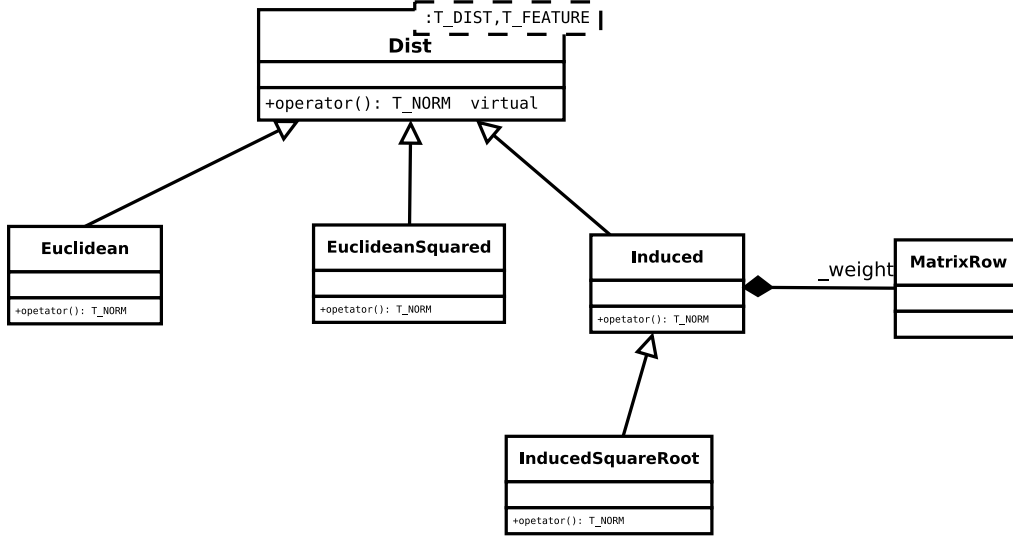 :T_DIST,T_FEATURE
Dist
+operator(): T_NORM virtual
Euclidean
+opetator(): T_NORM
EuclideanSquared
+opetator(): T_NORM
Induced
+opetator(): T_NORM
_weight
MatrixRow
InducedSquareRoot
+opetator(): T_NORM